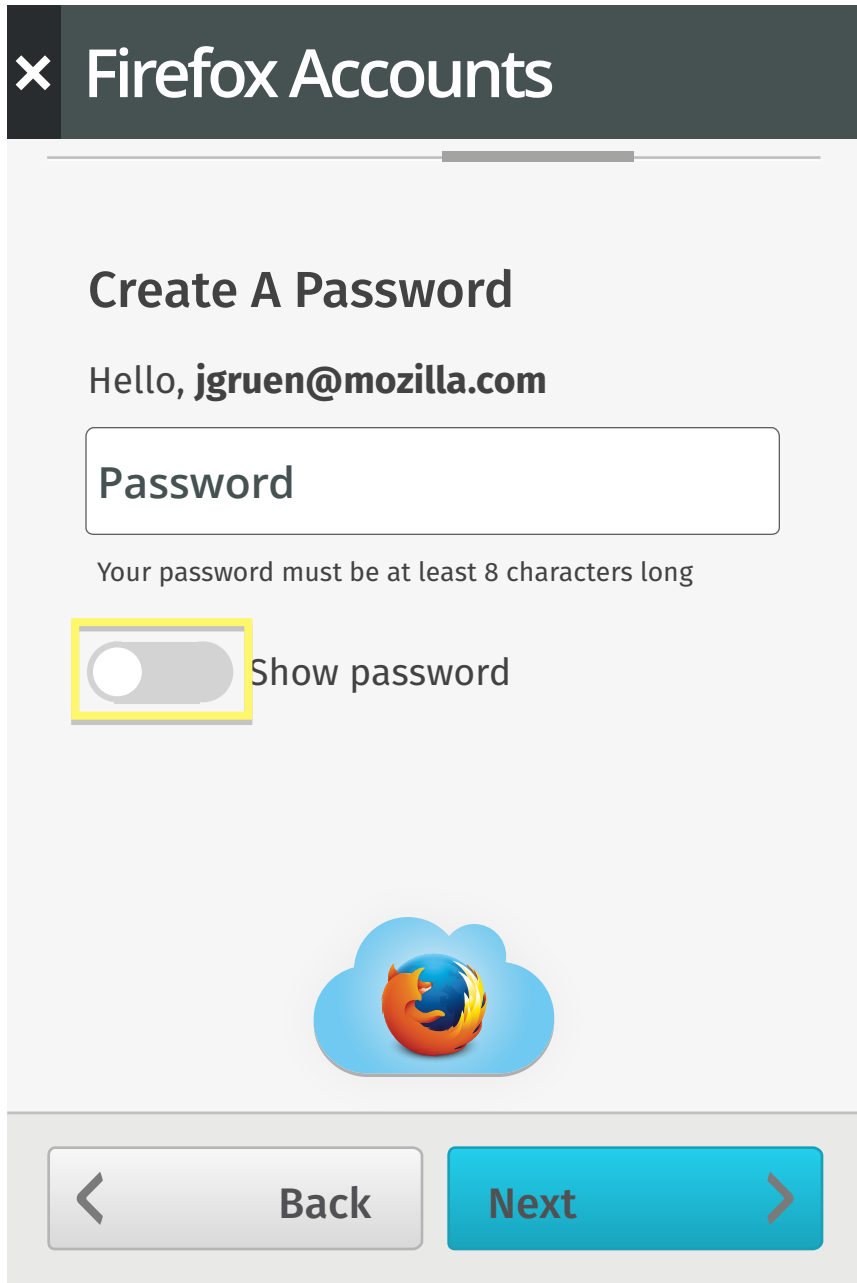 Firefox Accounts
Create A Password
Hello, jgruen@mozilla.com
Password
Your password must be at least 8 characters long
Show password
Back
Next